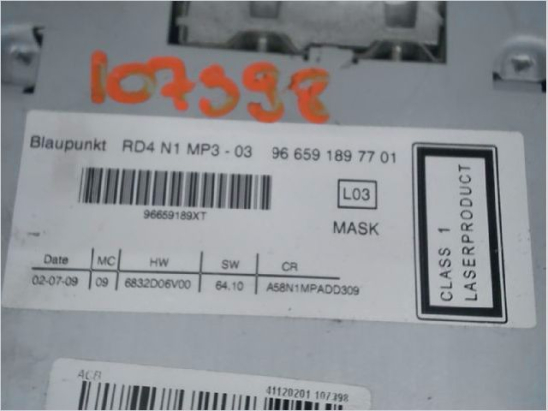 107398
Blaupunkt RD4 N1 MP3 - 03 96 659 189 77 01
96659189XT
L03
MASK
CLASS 1
LASERPRODUCT
Date MC HW SW CR
02-07-09 09 6832D06V00 64.10 A58N1MPADD309
ACB
41120201 107398